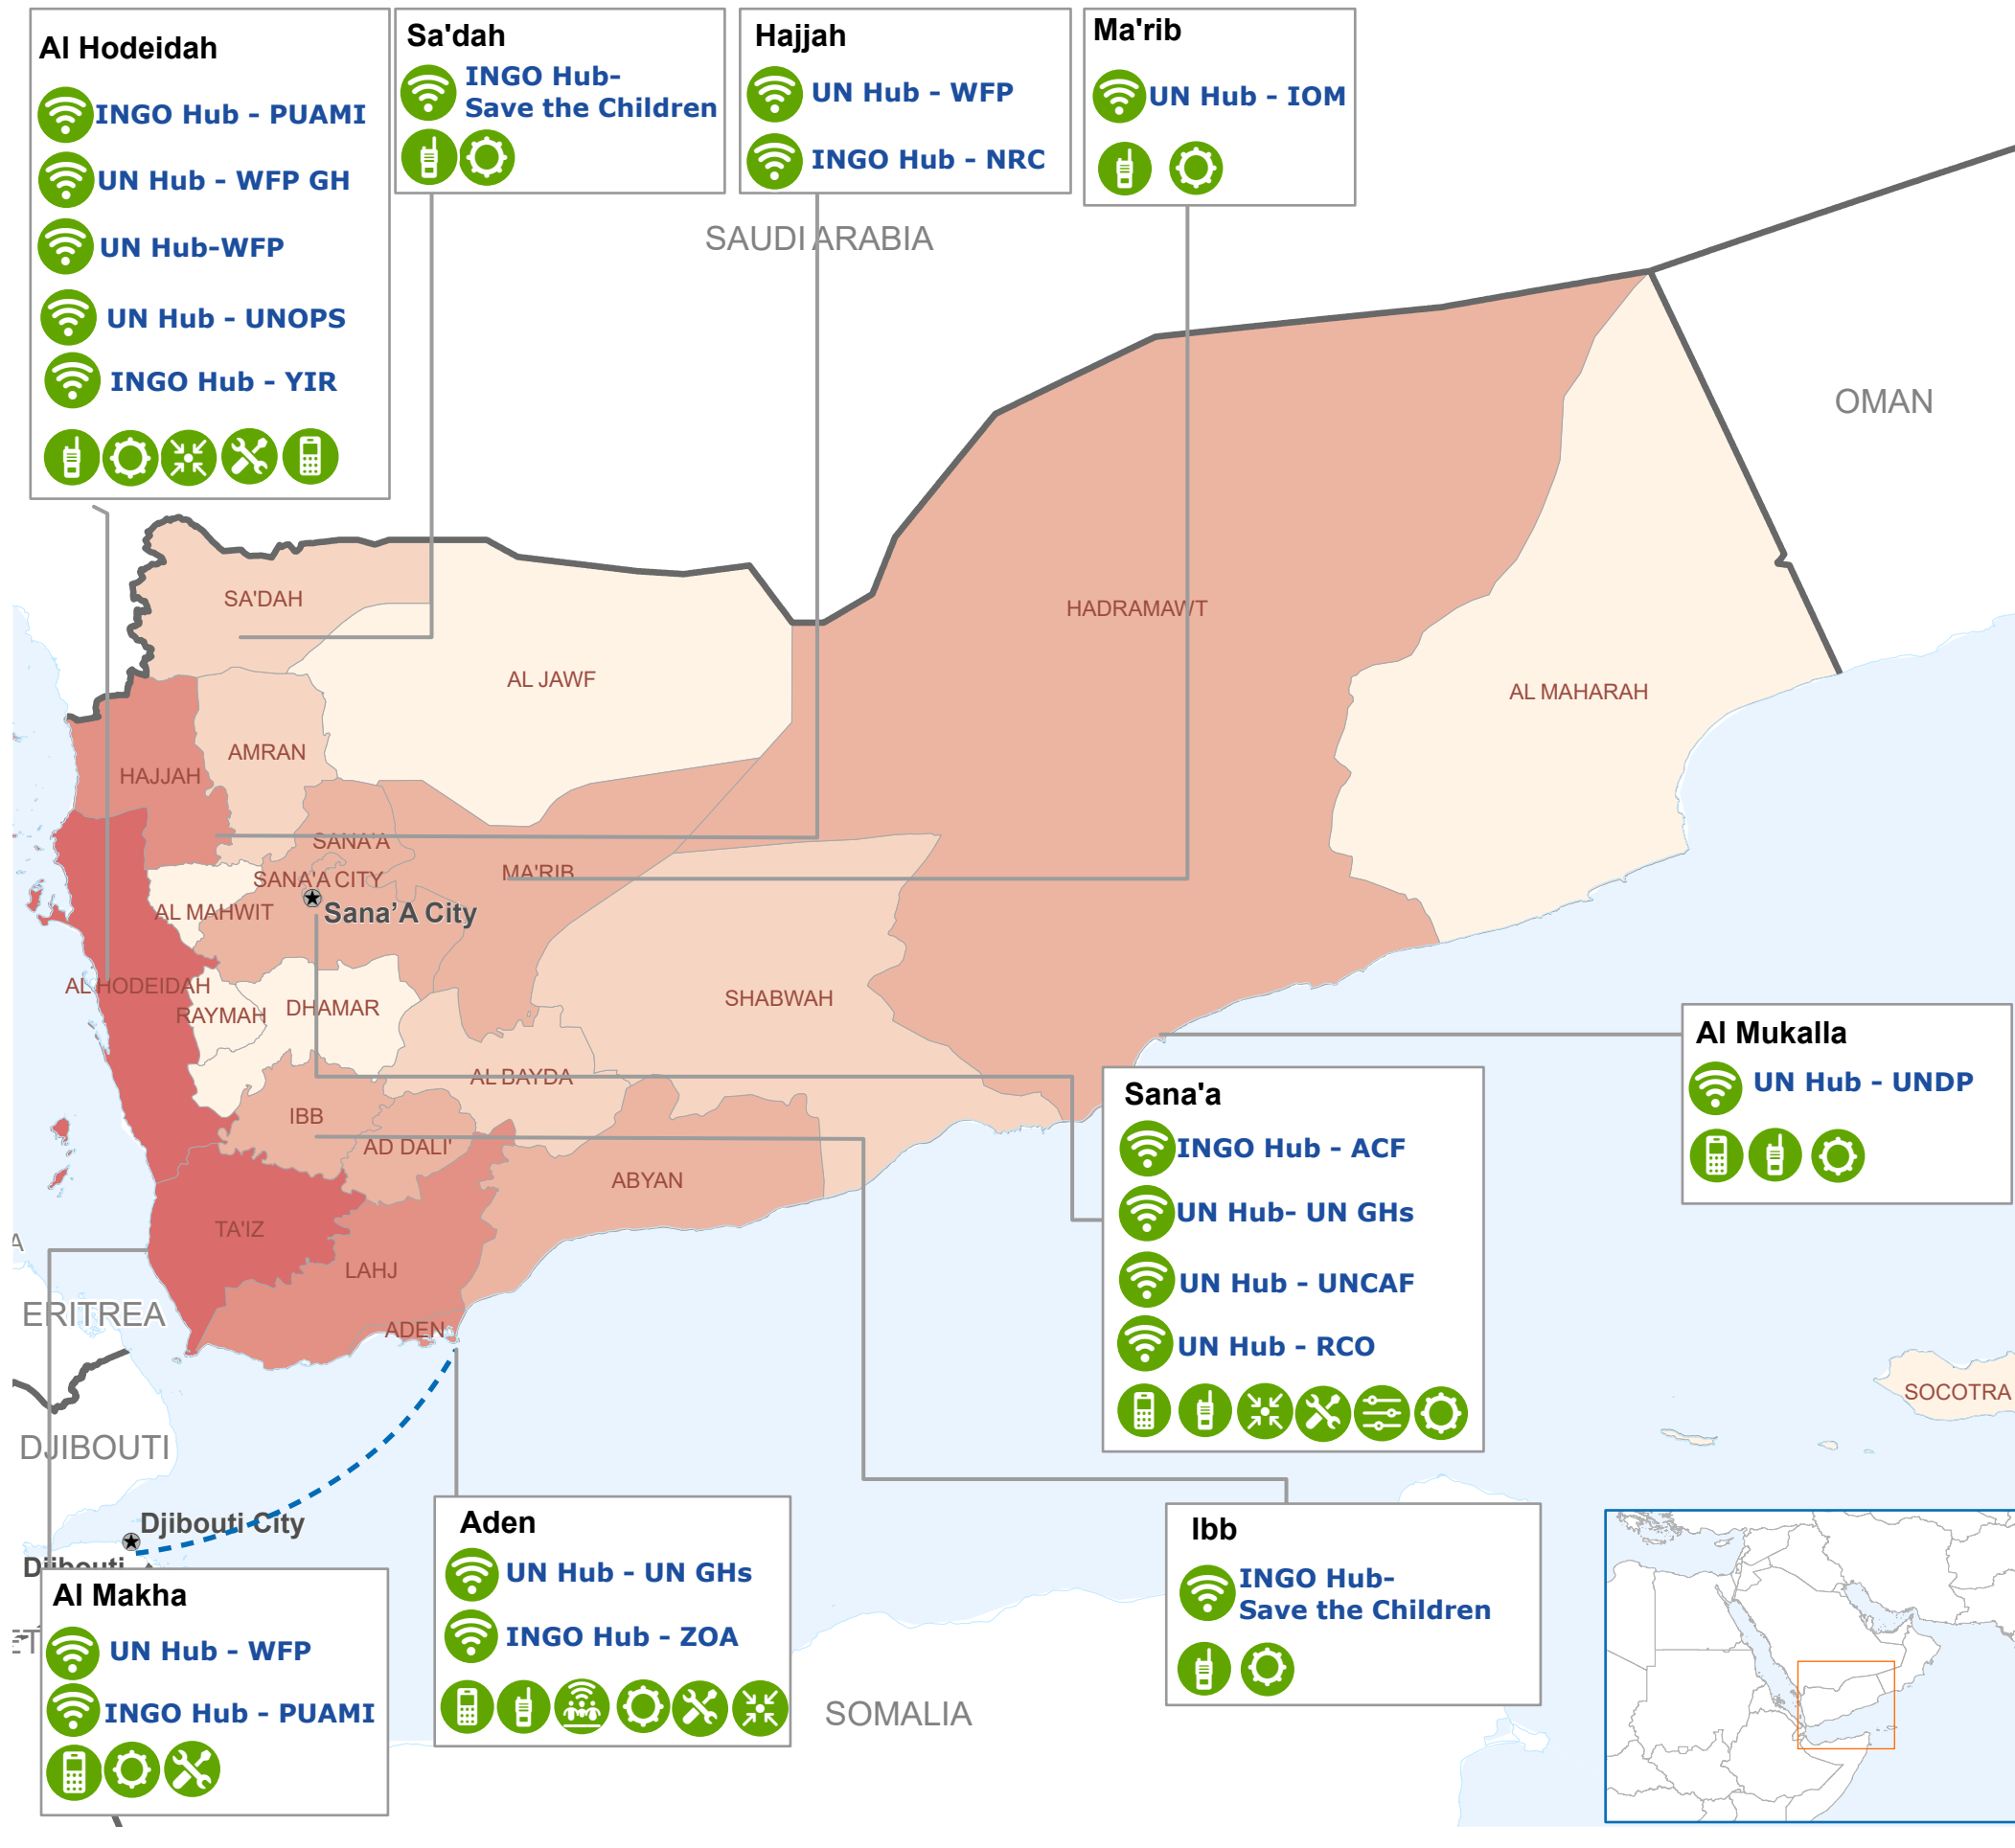 Al Hodeidah
INGO Hub - PUAMI
UN Hub - WFP GH
UN Hub-WFP
UN Hub - UNOPS
INGO Hub - YIR
Sa'dah
INGO Hub-
Save the Children
Hajjah
UN Hub - WFP
INGO Hub - NRC
Ma'rib
UN Hub - IOM
SAUDI ARABIA
OMAN
SA'DAH
HADRAMAWT
AL JAWF
AL MAHARAH
AMRAN
HAJJAH
SANA'A
MA'RIB
SANA'A CITY
AL MAHWIT
Sana'A City
AL HODEIDAH
RAYMAH
DHAMAR
SHABWAH
AL BAYDA
IBB
AD DALI'
ABYAN
TA'IZ
LAHJ
ADEN
ERITREA
DJIBOUTI
Djibouti City
Djibouti
SOCOTRA
SOMALIA
Al Mukalla
UN Hub - UNDP
Sana'a
INGO Hub - ACF
UN Hub- UN GHs
UN Hub - UNCAF
UN Hub - RCO
Aden
UN Hub - UN GHs
INGO Hub - ZOA
Ibb
INGO Hub-
Save the Children
Al Makha
UN Hub - WFP
INGO Hub - PUAMI